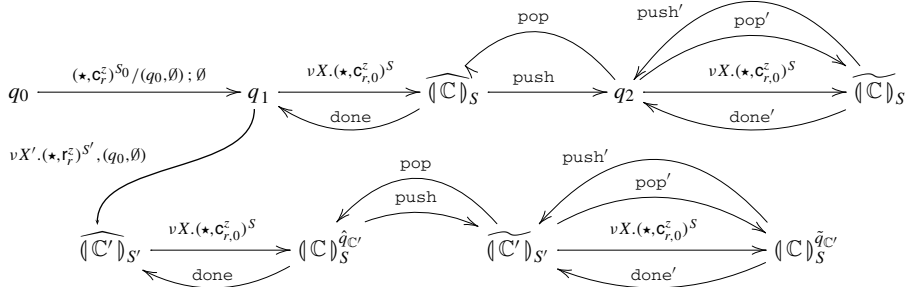 push′
pop pop′
(⋆,c_r^z)^{S_0}/(q_0,∅) ; ∅ νX.(⋆,c_{r,0}^z)^S νX.(⋆,c_{r,0}^z)^S
q_0 q_1 ⦇ℂ⦈_S push q_2 ⦇ℂ⦈_S
done done′
νX′.(⋆,r_r^z)^{S′},(q_0,∅)
pop push′
push pop′
νX.(⋆,c_{r,0}^z)^S νX.(⋆,c_{r,0}^z)^S
⦇ℂ′⦈_{S′} ⦇ℂ⦈_S^{q̂_{ℂ′}} ⦇ℂ′⦈_{S′} ⦇ℂ⦈_S^{q̃_{ℂ′}}
done done′